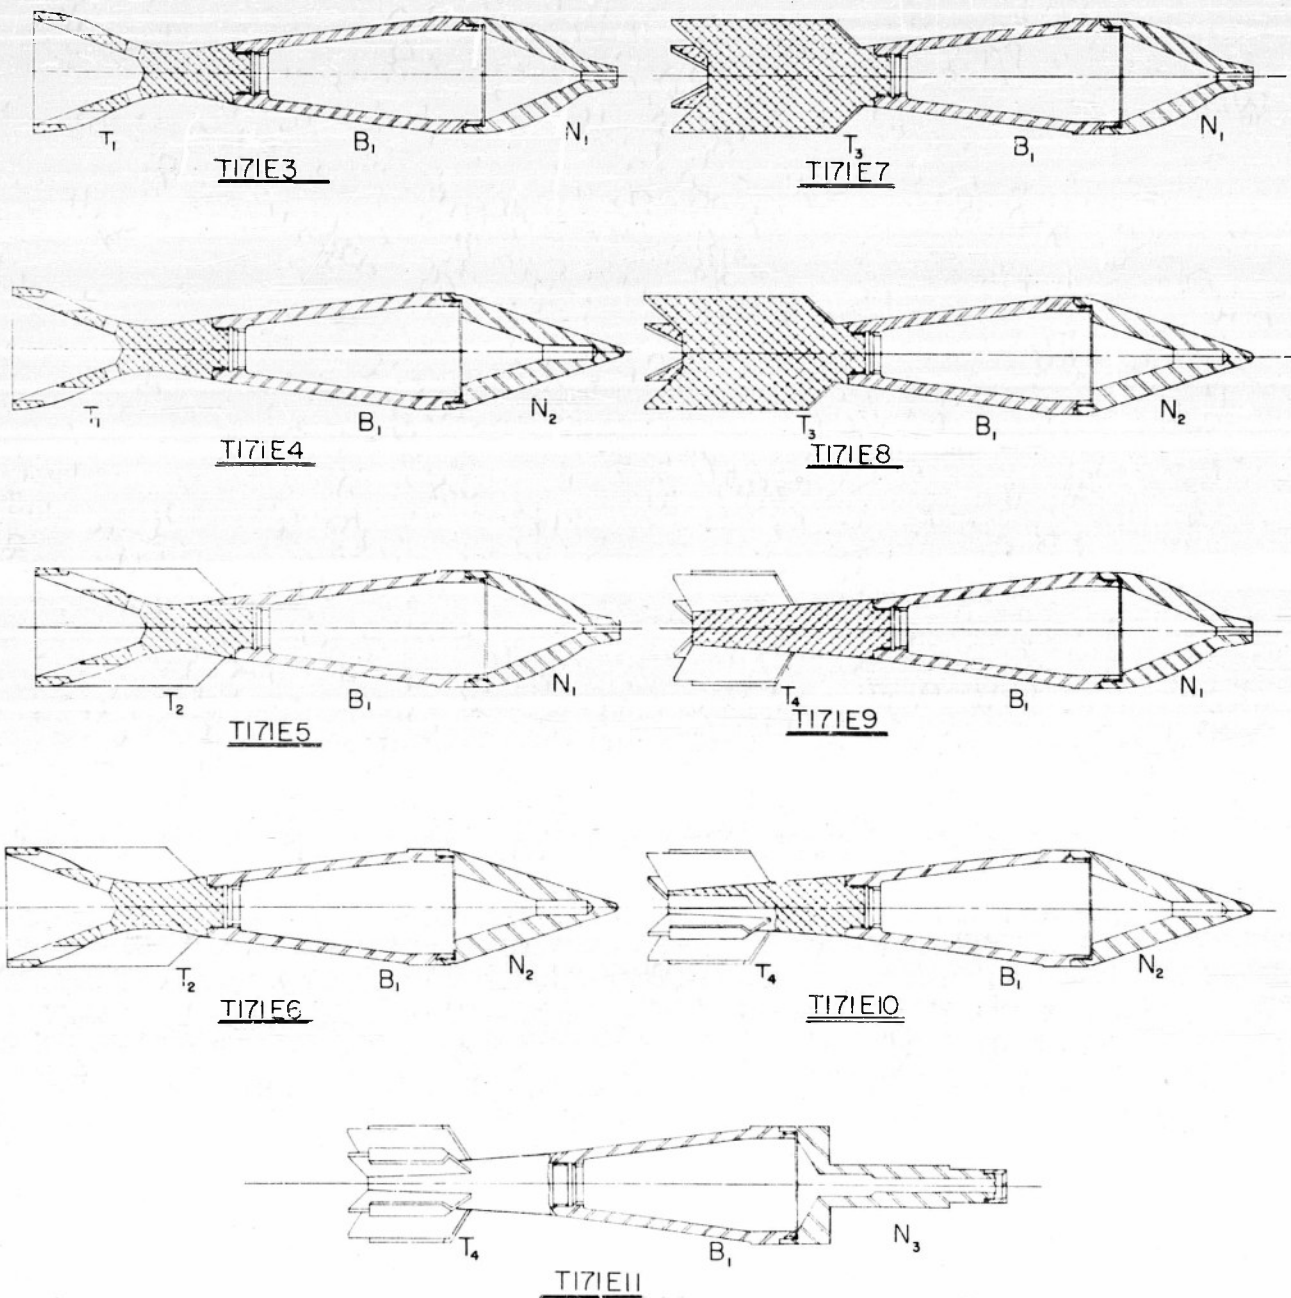 T₁ B₁ N₁
T171E3
T₃ B₁ N₁
T171E7
T₁ B₁ N₂
T171E4
T₃ B₁ N₂
T171E8
T₂ B₁ N₁
T171E5
T₄ B₁ N₁
T171E9
T₂ B₁ N₂
T171E6
T₄ B₁ N₂
T171E10
T₄ B₁ N₃
T171E11